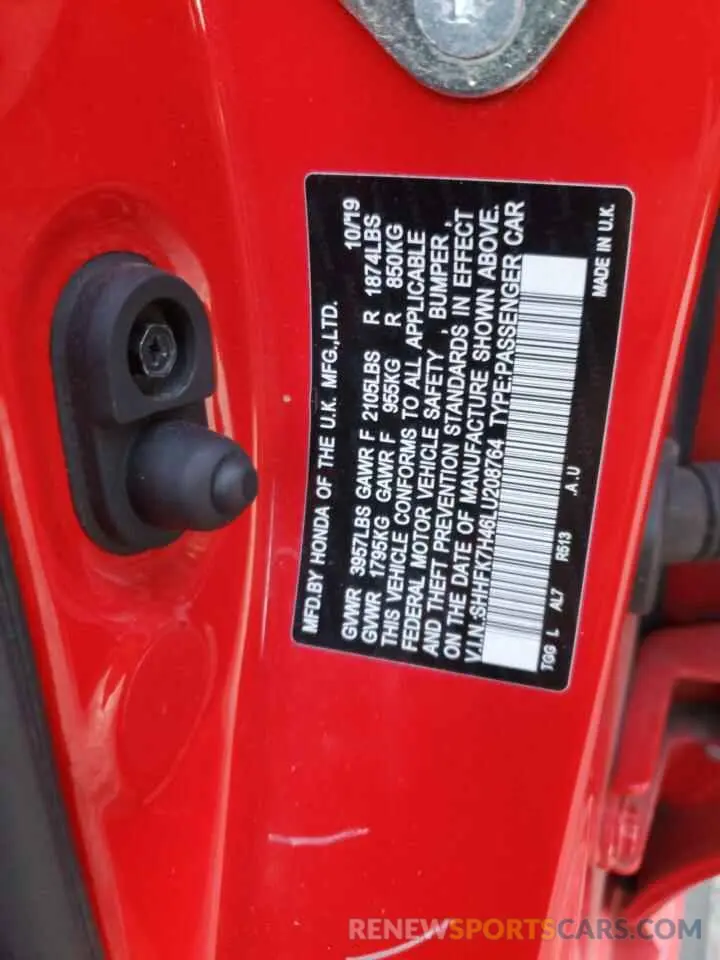 MFD.BY HONDA OF THE U.K. MFG.,LTD.
10/'19
GVWR 3957LBS GAWR F 2105LBS R 1874LBS
GVWR 1795KG GAWR F 955KG R 850KG
THIS VEHICLE CONFORMS TO ALL APPLICABLE
FEDERAL MOTOR VEHICLE SAFETY , BUMPER ,
AND THEFT PREVENTION STANDARDS IN EFFECT
ON THE DATE OF MANUFACTURE SHOWN ABOVE.
V.I.N.:SHHFK7H46LU208764 TYPE:PASSENGER CAR
TGG L AL7 R513 .A.U
MADE IN U.K.
RENEWSPORTSCARS.COM